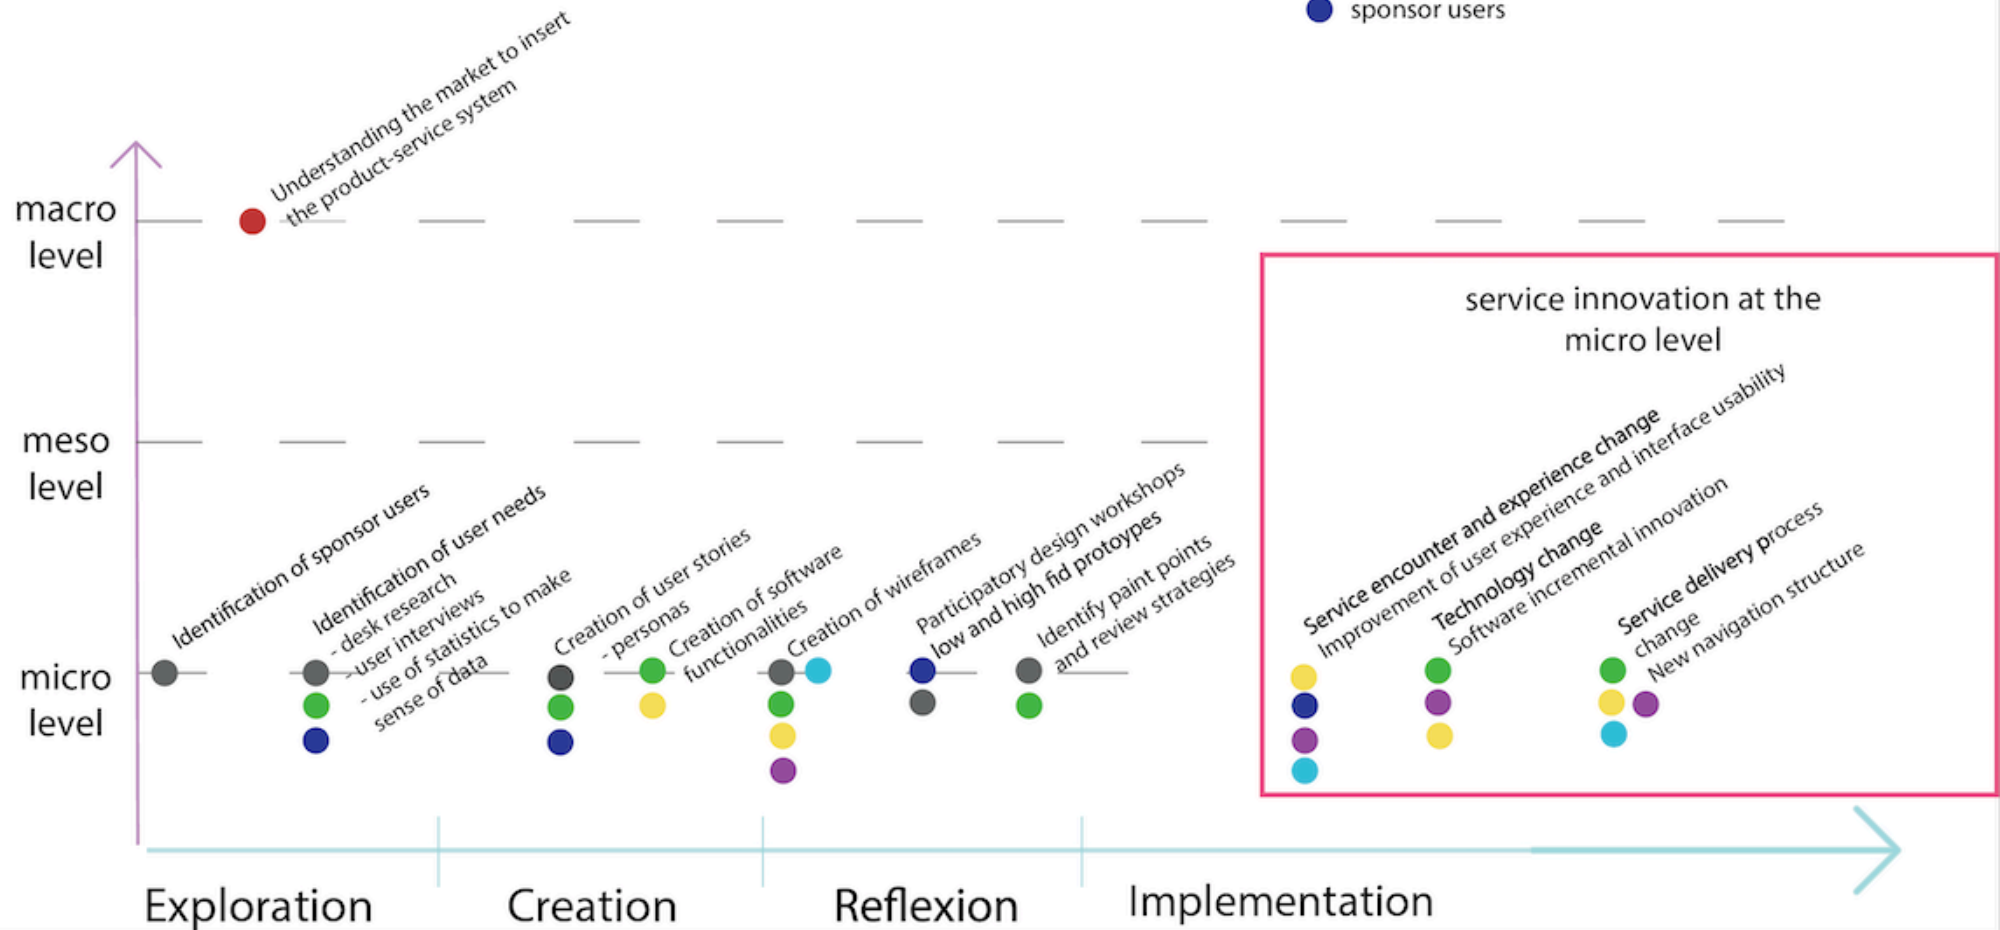 sponsor users
Understanding the market to insert
the product-service system
macro
level
service innovation at the
micro level
meso
level
Identification of sponsor users
Identification of user needs
- desk research
- user interviews
- use of statistics to make
sense of data
Creation of user stories
- personas
Creation of software
functionalities
Creation of wireframes
Participatory design workshops
low and high fid protoypes
Identify paint points
and review strategies
Service encounter and experience change
Improvement of user experience and interface usability
Technology change
Software incremental innovation
Service delivery process
change
New navigation structure
micro
level
Exploration
Creation
Reflexion
Implementation